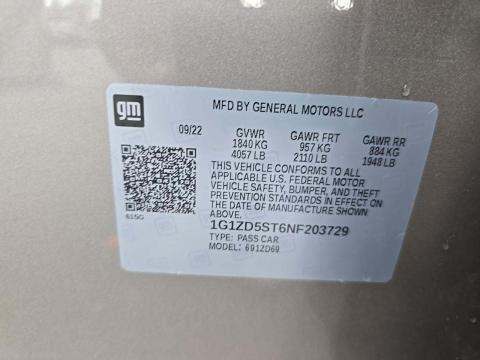 gm
MFD BY GENERAL MOTORS LLC
09/22 GVWR GAWR FRT GAWR RR
1840 KG 957 KG 884 KG
4057 LB 2110 LB 1948 LB
THIS VEHICLE CONFORMS TO ALL
APPLICABLE U.S. FEDERAL MOTOR
VEHICLE SAFETY, BUMPER, AND THEFT
PREVENTION STANDARDS IN EFFECT ON
THE DATE OF MANUFACTURE SHOWN
ABOVE.
1G1ZD5ST6NF203729
TYPE: PASS CAR
MODEL: 691ZD69